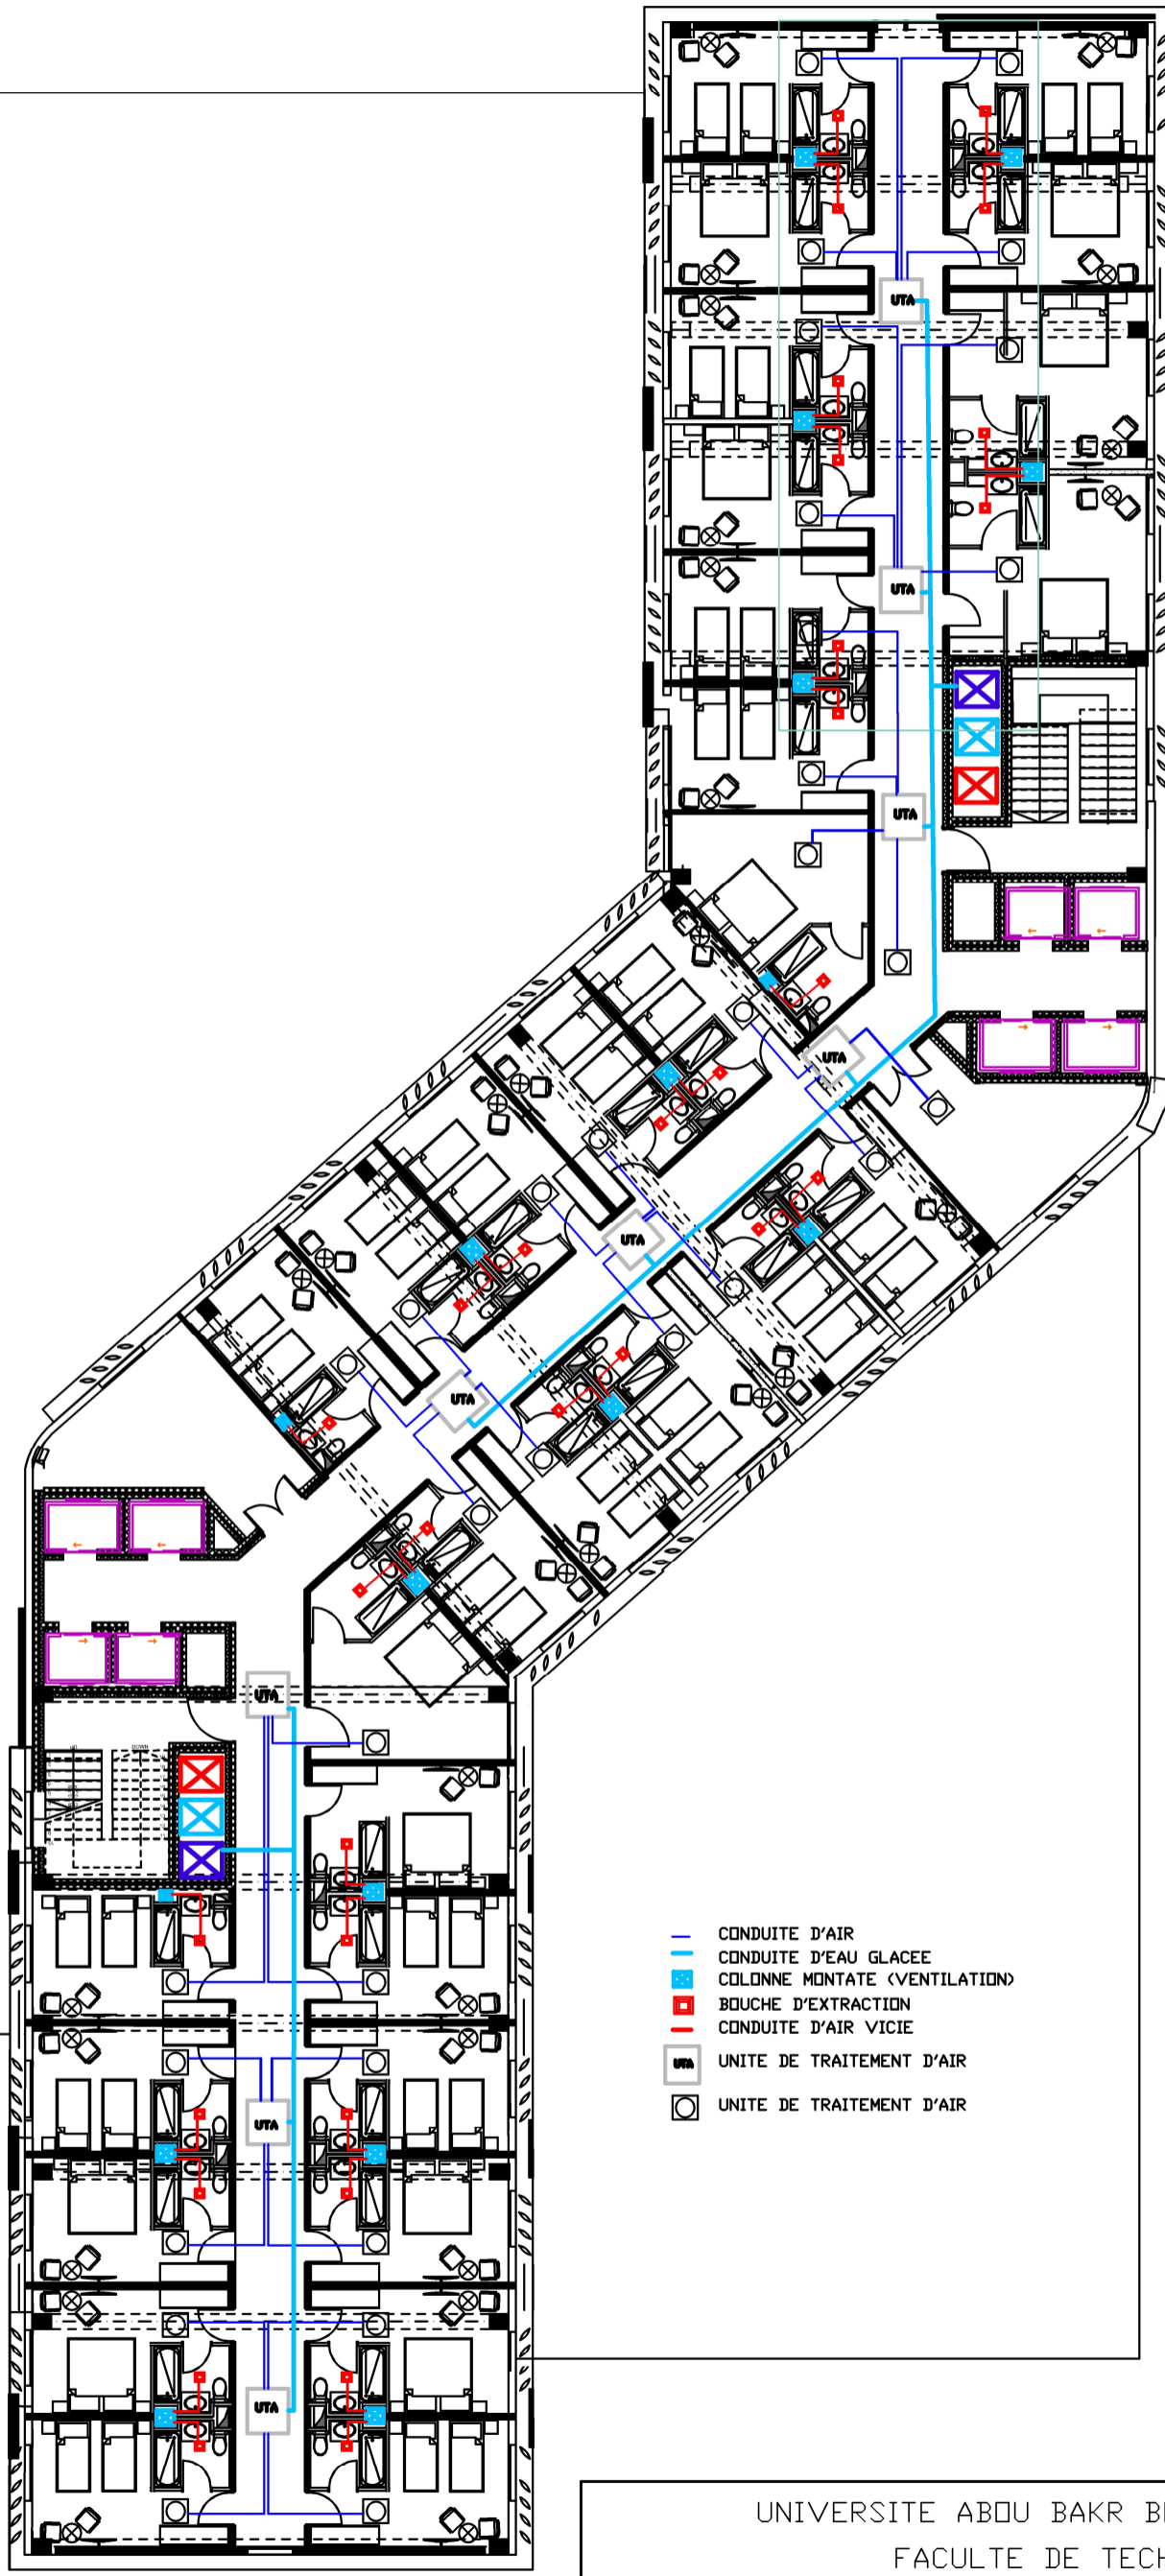 UTA
UTA
UTA
UTA
UTA
UTA
UTA
DOWN
UTA
UTA
CONDUITE D'AIR
CONDUITE D'EAU GLACEE
COLONNE MONTATE (VENTILATION)
BOUCHE D'EXTRACTION
CONDUITE D'AIR VICIE
UTA UNITE DE TRAITEMENT D'AIR
UNITE DE TRAITEMENT D'AIR
UNIVERSITE ABOU BAKR
FACULTE DE